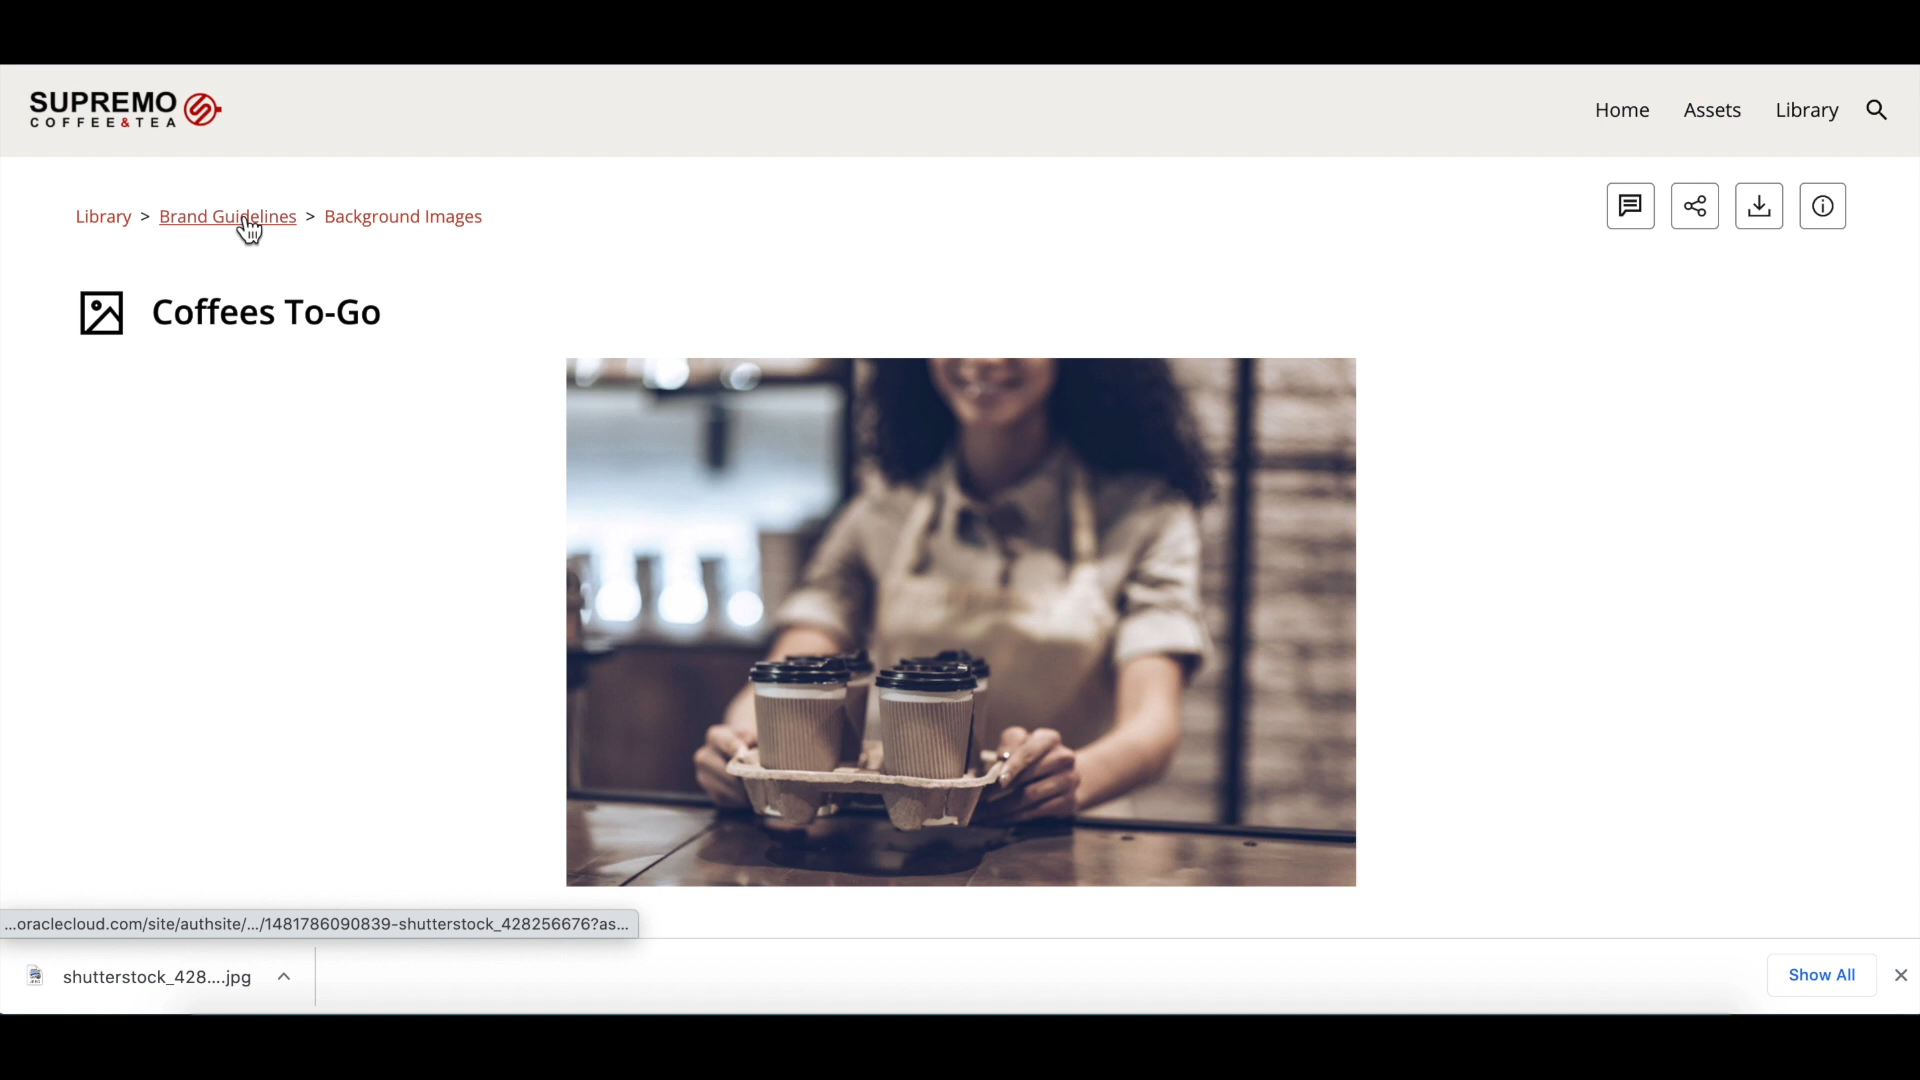 SUPREMO
COFFEE&TEA
Home Assets Library
Library > Brand Guidelines > Background Images
Coffees To-Go
...oraclecloud.com/site/authsite/.../1481786090839-shutterstock_428256676?as...
shutterstock_428....jpg
Show All